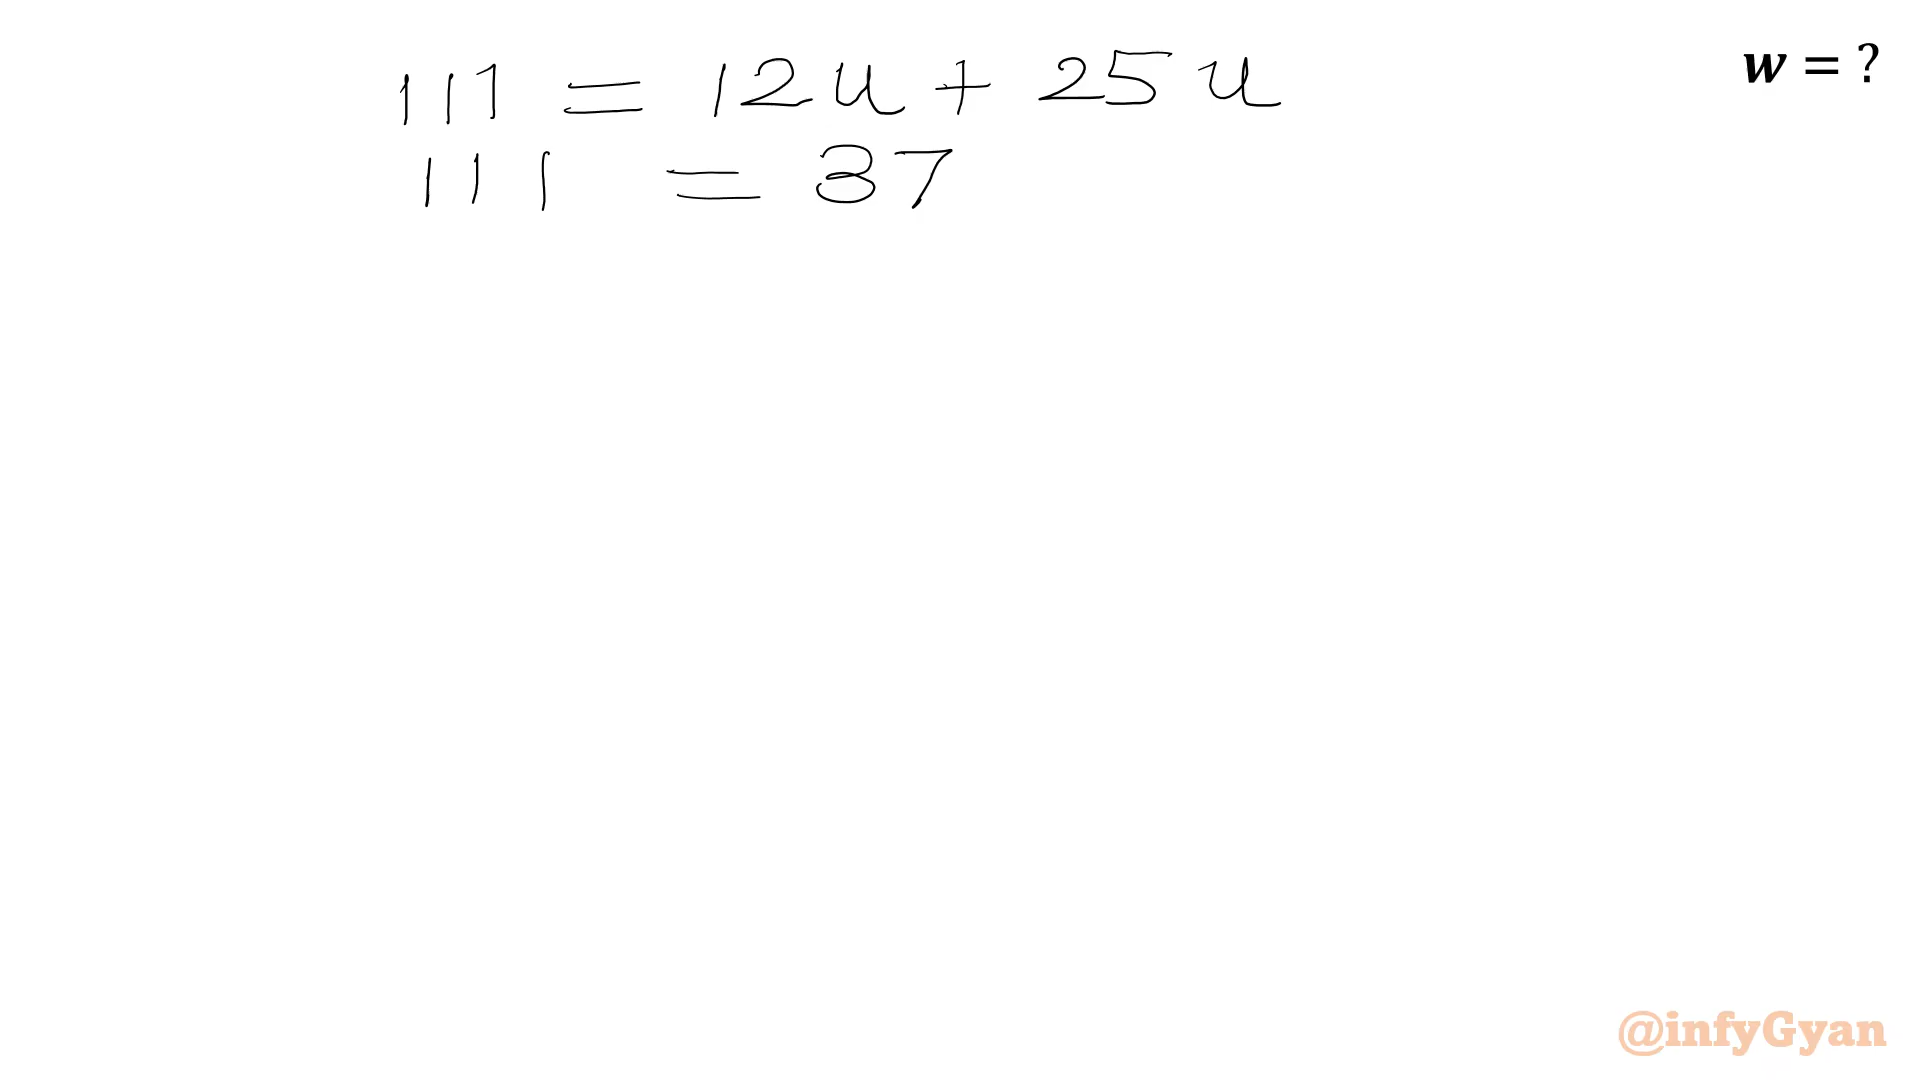 111 = 12u + 25u
w = ?
111 = 37
@infyGyan